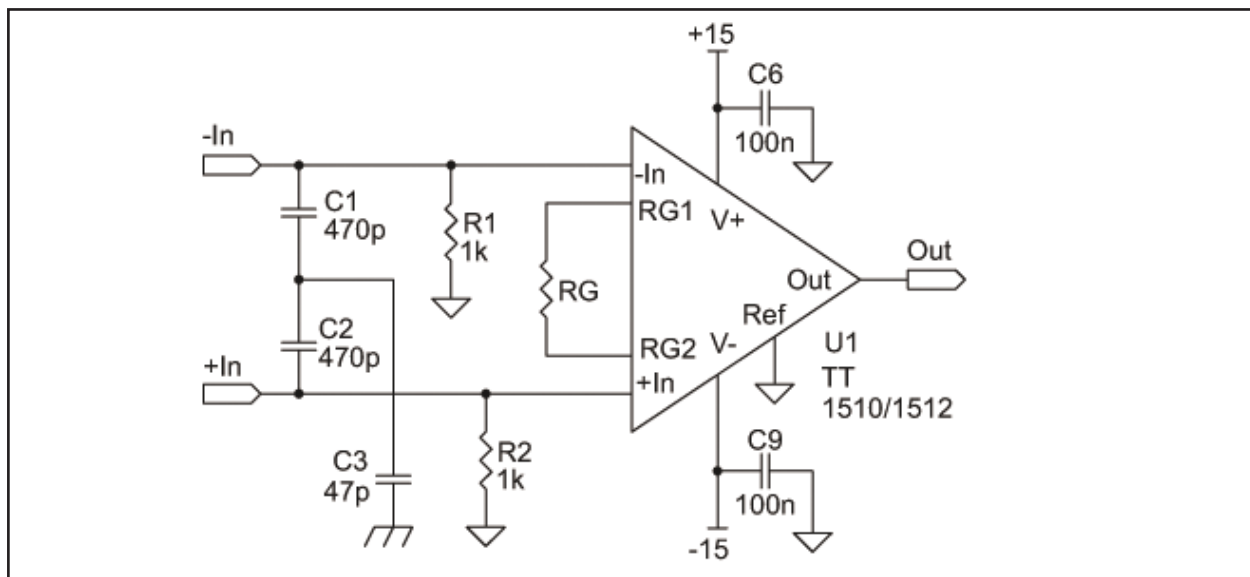 +15
C6
100n
-In
C1
470p
R1
1k
-In
RG1
V+
RG
Out
Out
C2
470p
Ref
+In
RG2
V-
U1
+In
TT
1510/1512
R2
1k
C3
47p
C9
100n
-15